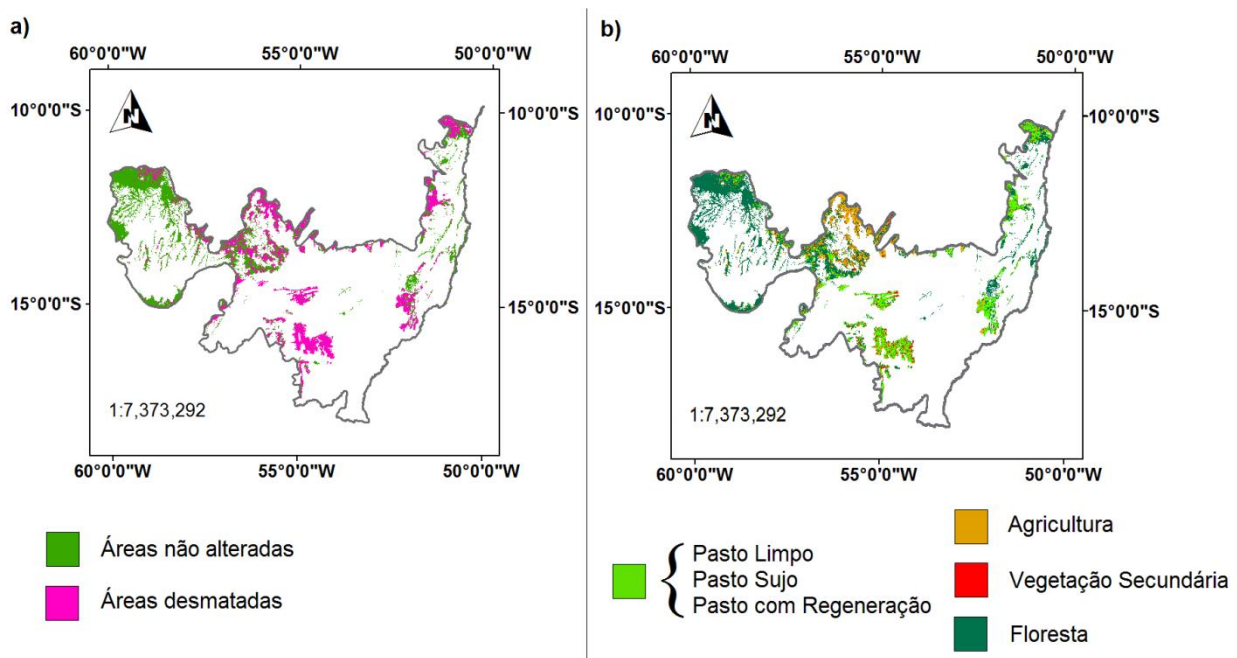 a)
60°0'0"W 55°0'0"W 50°0'0"W
10°0'0"S 10°0'0"S
N
15°0'0"S 15°0'0"S
1:7,373,292
60°0'0"W 55°0'0"W 50°0'0"W
Áreas não alteradas
Áreas desmatadas
b)
60°0'0"W 55°0'0"W 50°0'0"W
10°0'0"S 10°0'0"S
N
15°0'0"S 15°0'0"S
1:7,373,292
60°0'0"W 55°0'0"W 50°0'0"W
Pasto Limpo
Pasto Sujo
Pasto com Regeneração
Agricultura
Vegetação Secundária
Floresta